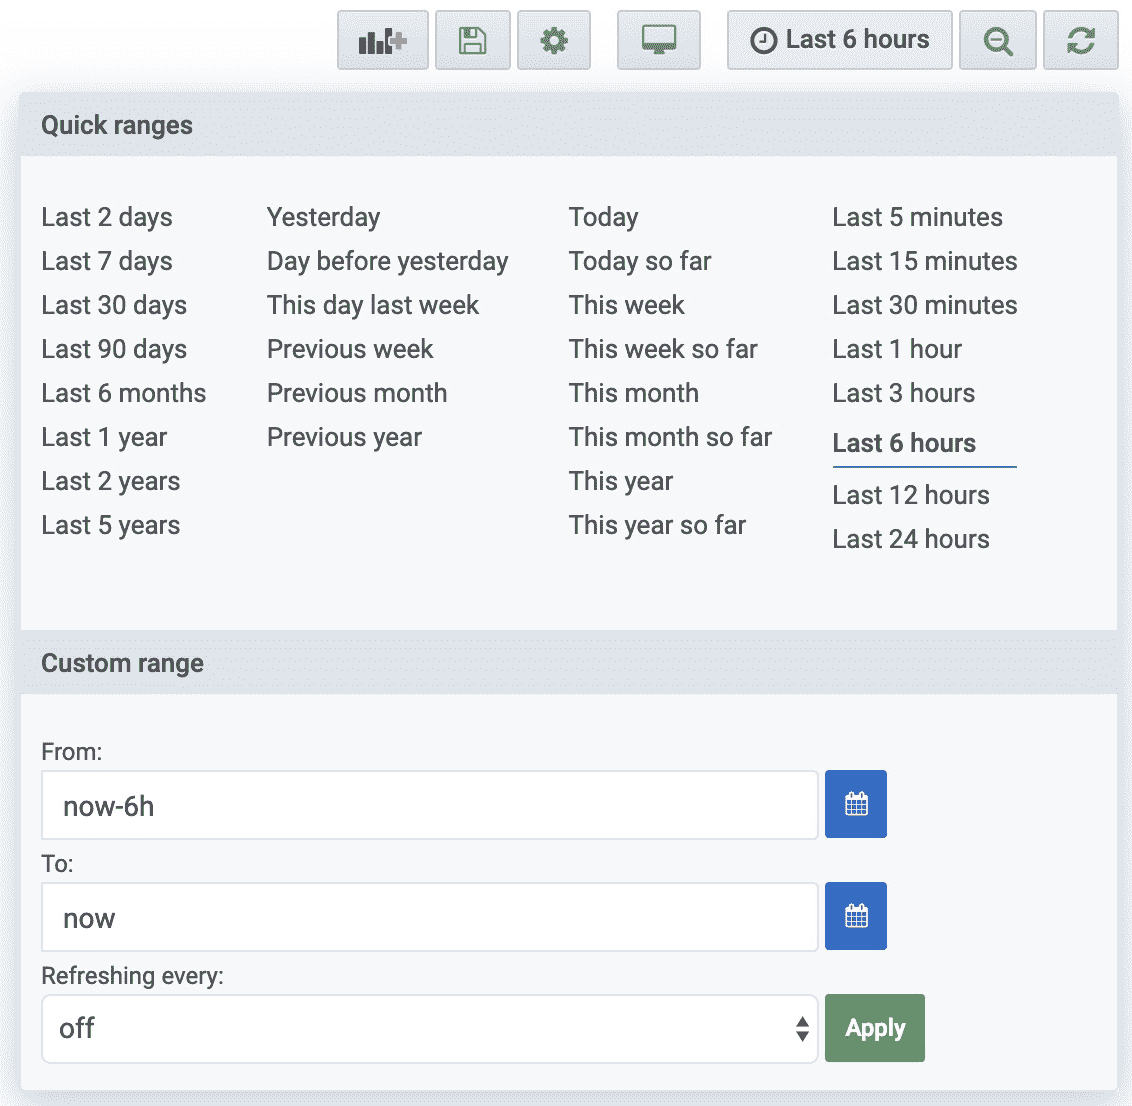 Last 6 hours
Quick ranges
Last 2 days
Last 7 days
Last 30 days
Last 90 days
Last 6 months
Last 1 year
Last 2 years
Last 5 years
Yesterday
Day before yesterday
This day last week
Previous week
Previous month
Previous year
Today
Today so far
This week
This week so far
This month
This month so far
This year
This year so far
Last 5 minutes
Last 15 minutes
Last 30 minutes
Last 1 hour
Last 3 hours
Last 6 hours
Last 12 hours
Last 24 hours
Custom range
From:
now-6h
To:
now
Refreshing every:
off
Apply